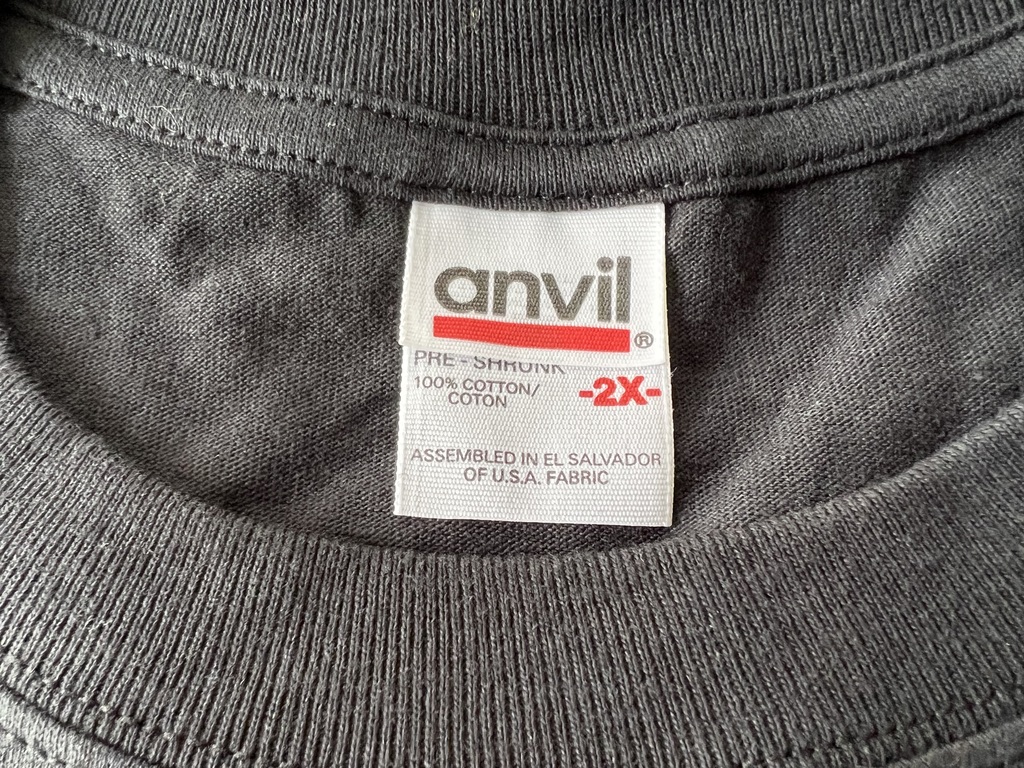 anvil®
PRE - SHRUNK
100% COTTON/
COTON
-2X-
ASSEMBLED IN EL SALVADOR
OF U.S.A. FABRIC